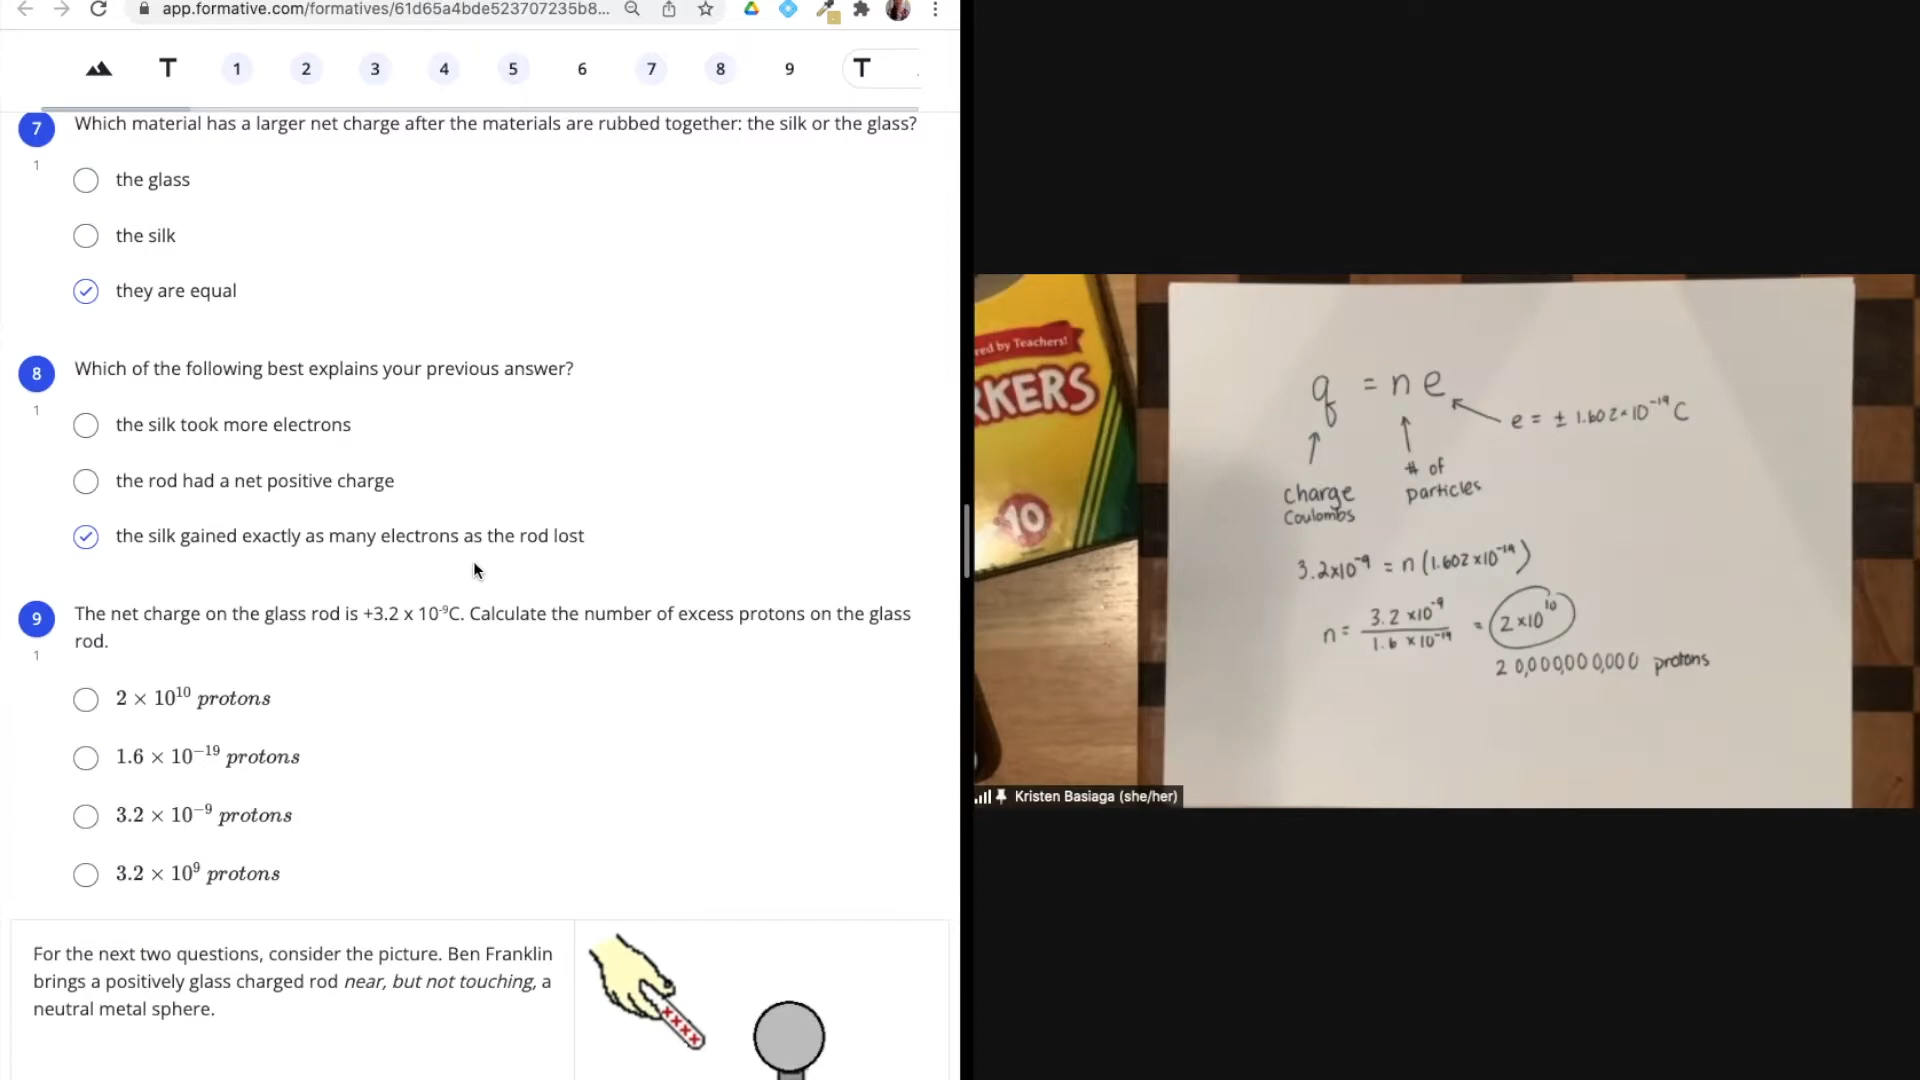 app.formative.com/formatives/61d65a4bde523707235b8...
T 1 2 3 4 5 6 7 8 9 T
7 Which material has a larger net charge after the materials are rubbed together: the silk or the glass?
1
the glass
the silk
they are equal
8 Which of the following best explains your previous answer?
1
the silk took more electrons
the rod had a net positive charge
the silk gained exactly as many electrons as the rod lost
9 The net charge on the glass rod is +3.2 x 10⁻⁹C. Calculate the number of excess protons on the glass
rod.
1
2 × 10¹⁰ protons
1.6 × 10⁻¹⁹ protons
3.2 × 10⁻⁹ protons
3.2 × 10⁹ protons
For the next two questions, consider the picture. Ben Franklin
brings a positively glass charged rod near, but not touching, a
neutral metal sphere.
red by Teachers!
RKERS
10
q = n e
e = ± 1.602×10⁻¹⁹ C
# of
particles
charge
Coulombs
3.2×10⁻⁹ = n (1.602×10⁻¹⁹)
n = 3.2 ×10⁻⁹ / 1.6 ×10⁻¹⁹ = 2 ×10¹⁰
20,000,000,000 protons
Kristen Basiaga (she/her)